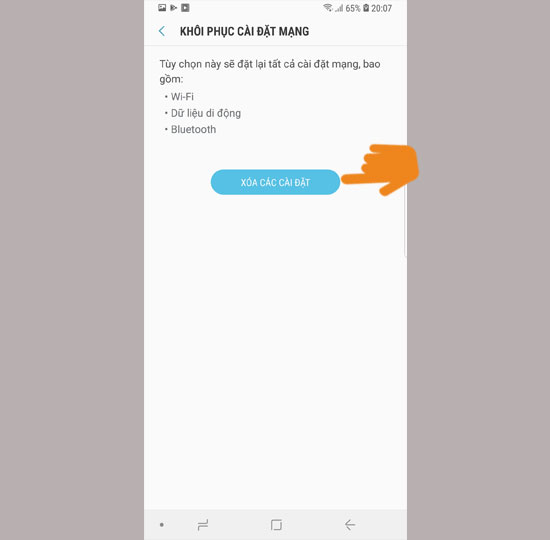 65% 20:07
KHÔI PHỤC CÀI ĐẶT MẠNG
Tùy chọn này sẽ đặt lại tất cả cài đặt mạng, bao
gồm:
• Wi-Fi
• Dữ liệu di động
• Bluetooth
XÓA CÁC CÀI ĐẶT